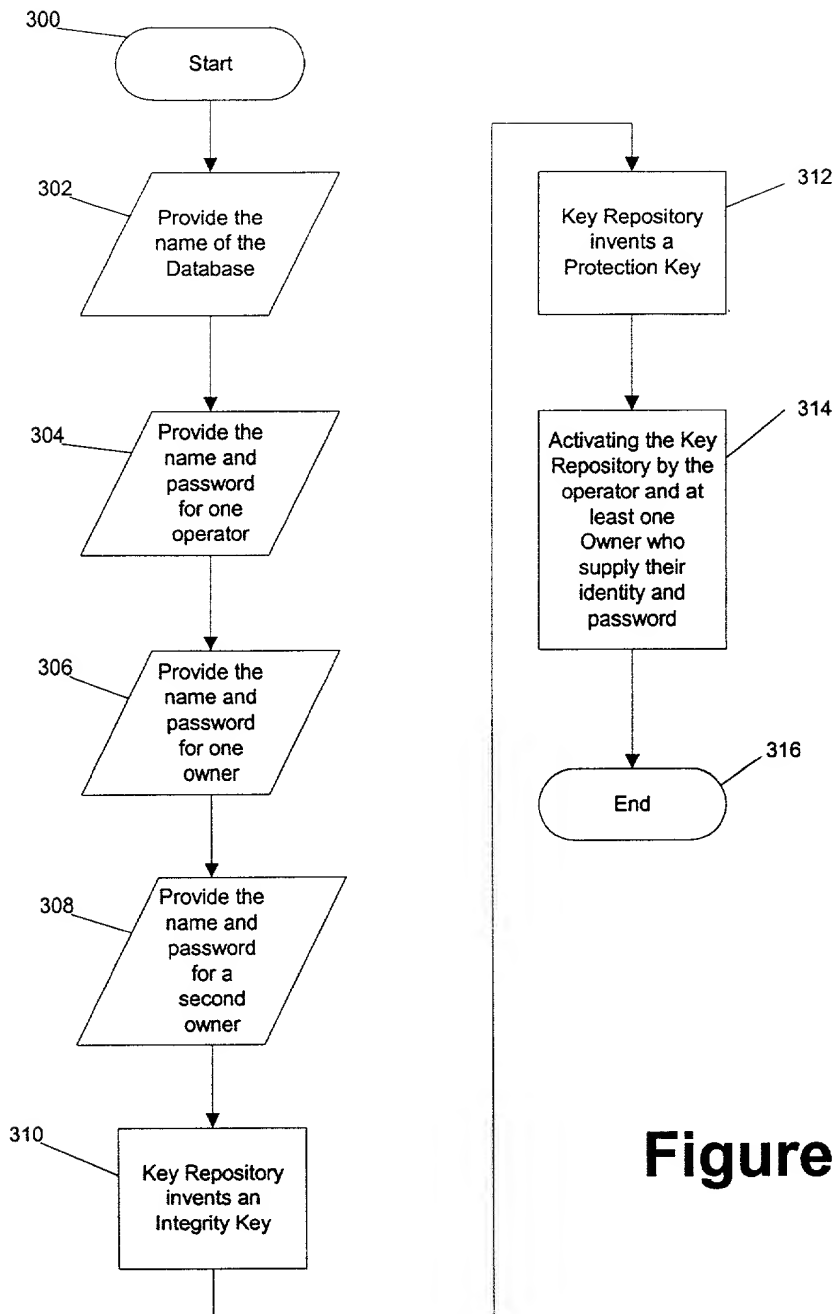 300
Start
302
Provide the
name of the
Database
304
Provide the
name and
password
for one
operator
306
Provide the
name and
password
for one
owner
308
Provide the
name and
password
for a
second
owner
310
Key Repository
invents an
Integrity Key
312
Key Repository
invents a
Protection Key
314
Activating the Key
Repository by the
operator and at
least one
Owner who
supply their
identity and
password
316
End
Figure